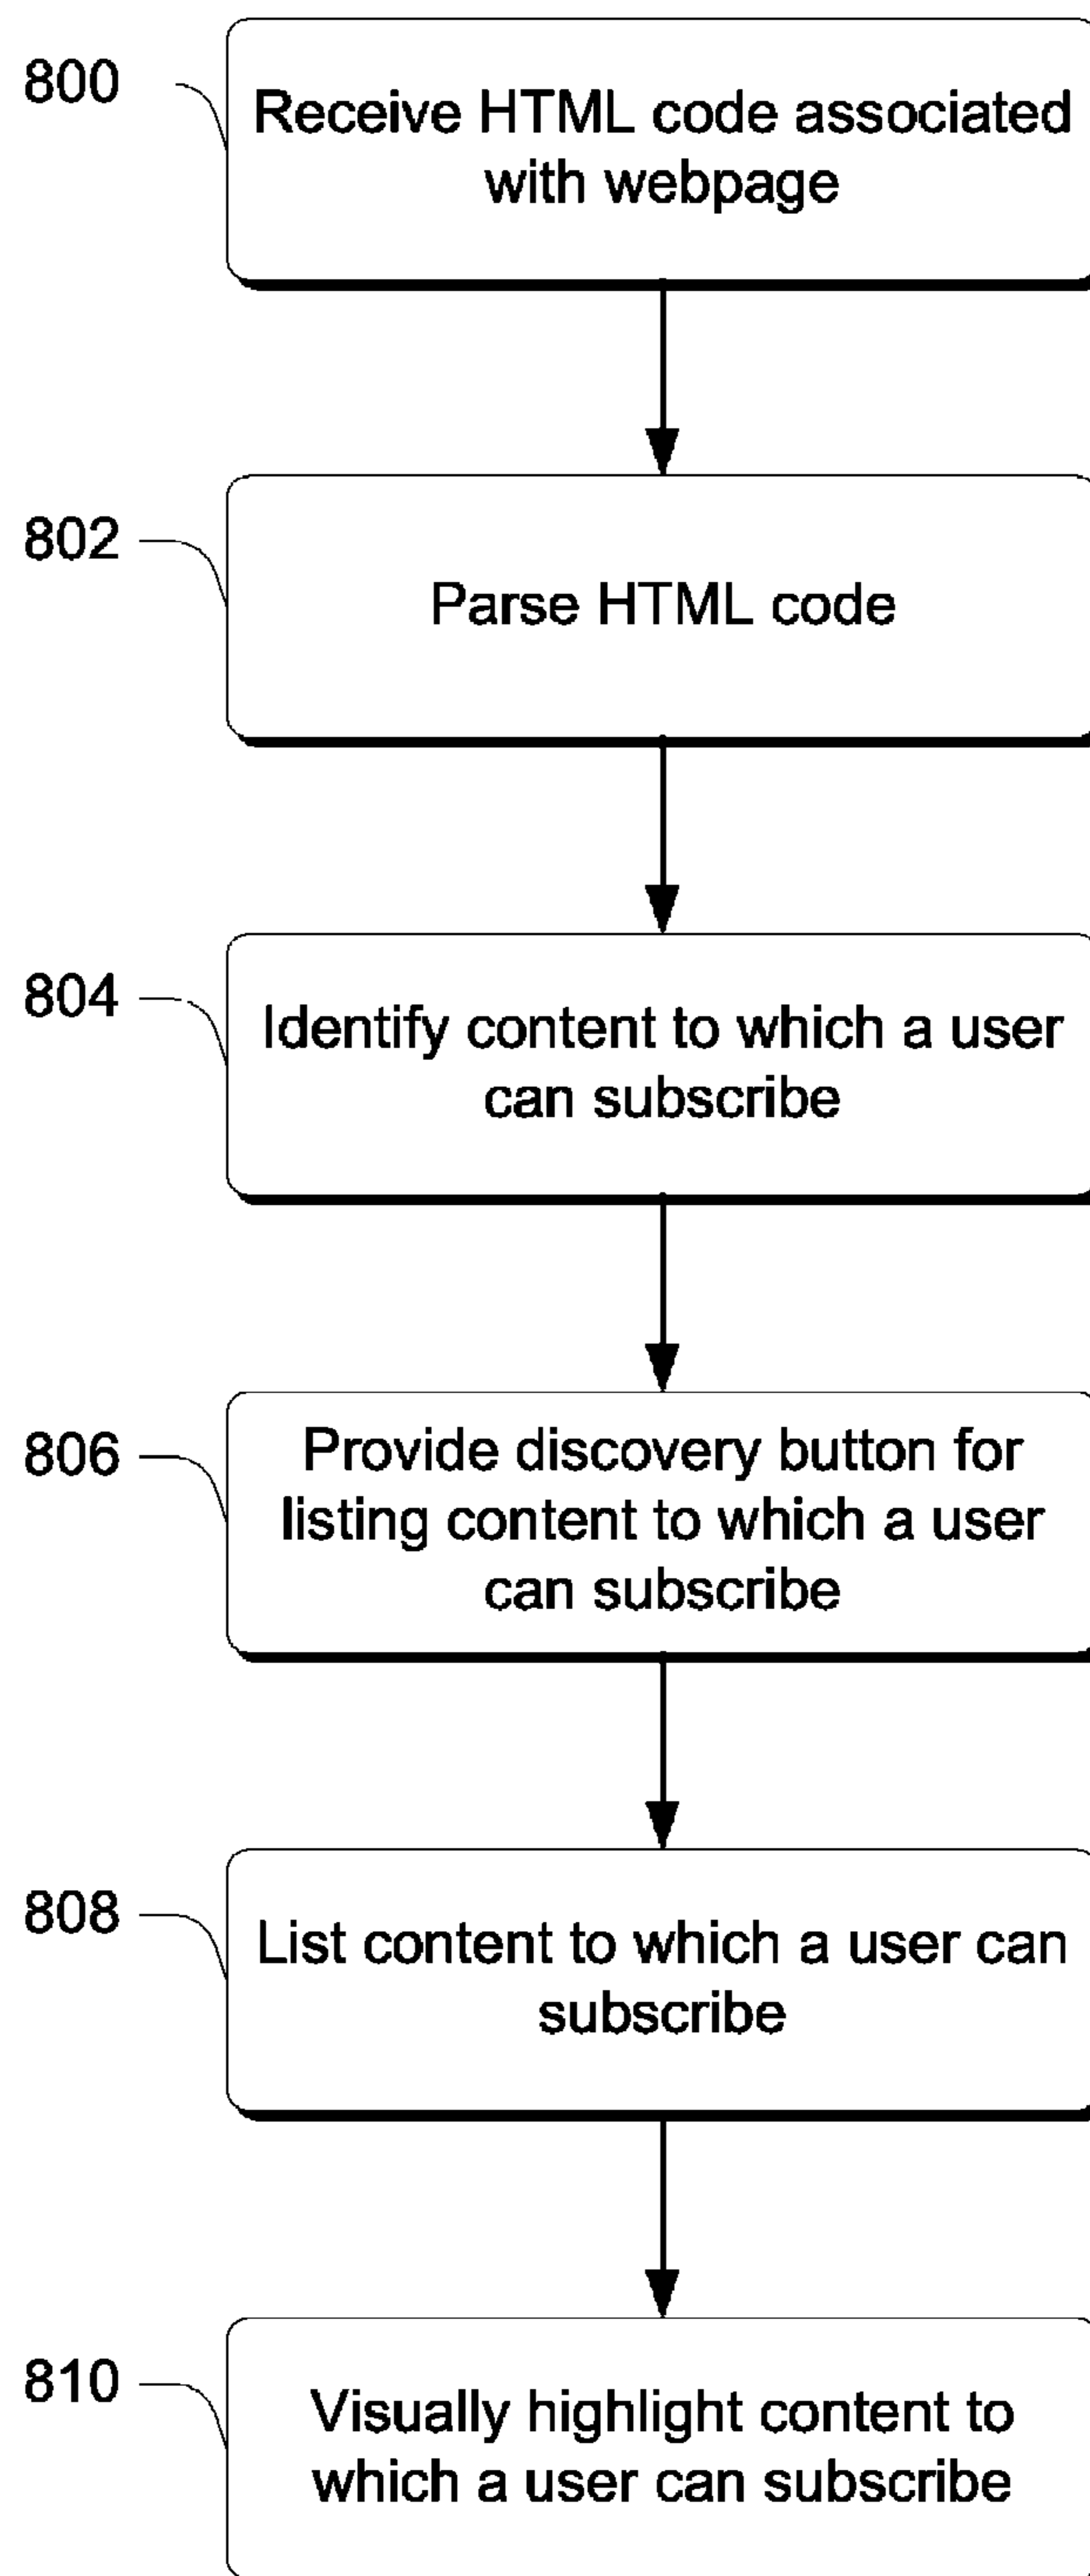 800
Receive HTML code associated
with webpage
802
Parse HTML code
804
Identify content to which a user
can subscribe
806
Provide discovery button for
listing content to which a user
can subscribe
808
List content to which a user can
subscribe
810
Visually highlight content to
which a user can subscribe